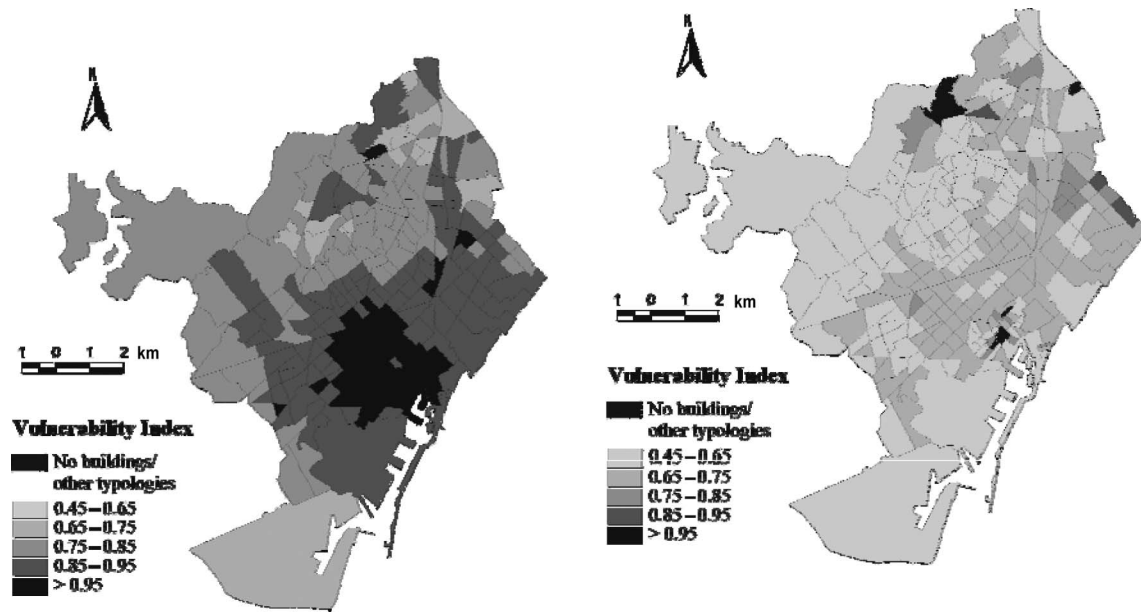 N
1 0 1 2 km
Vulnerability Index
No buildings/
other typologies
0.45 – 0.65
0.65 – 0.75
0.75 – 0.85
0.85 – 0.95
> 0.95
N
1 0 1 2 km
Vulnerability Index
No buildings/
other typologies
0.45 – 0.65
0.65 – 0.75
0.75 – 0.85
0.85 – 0.95
> 0.95